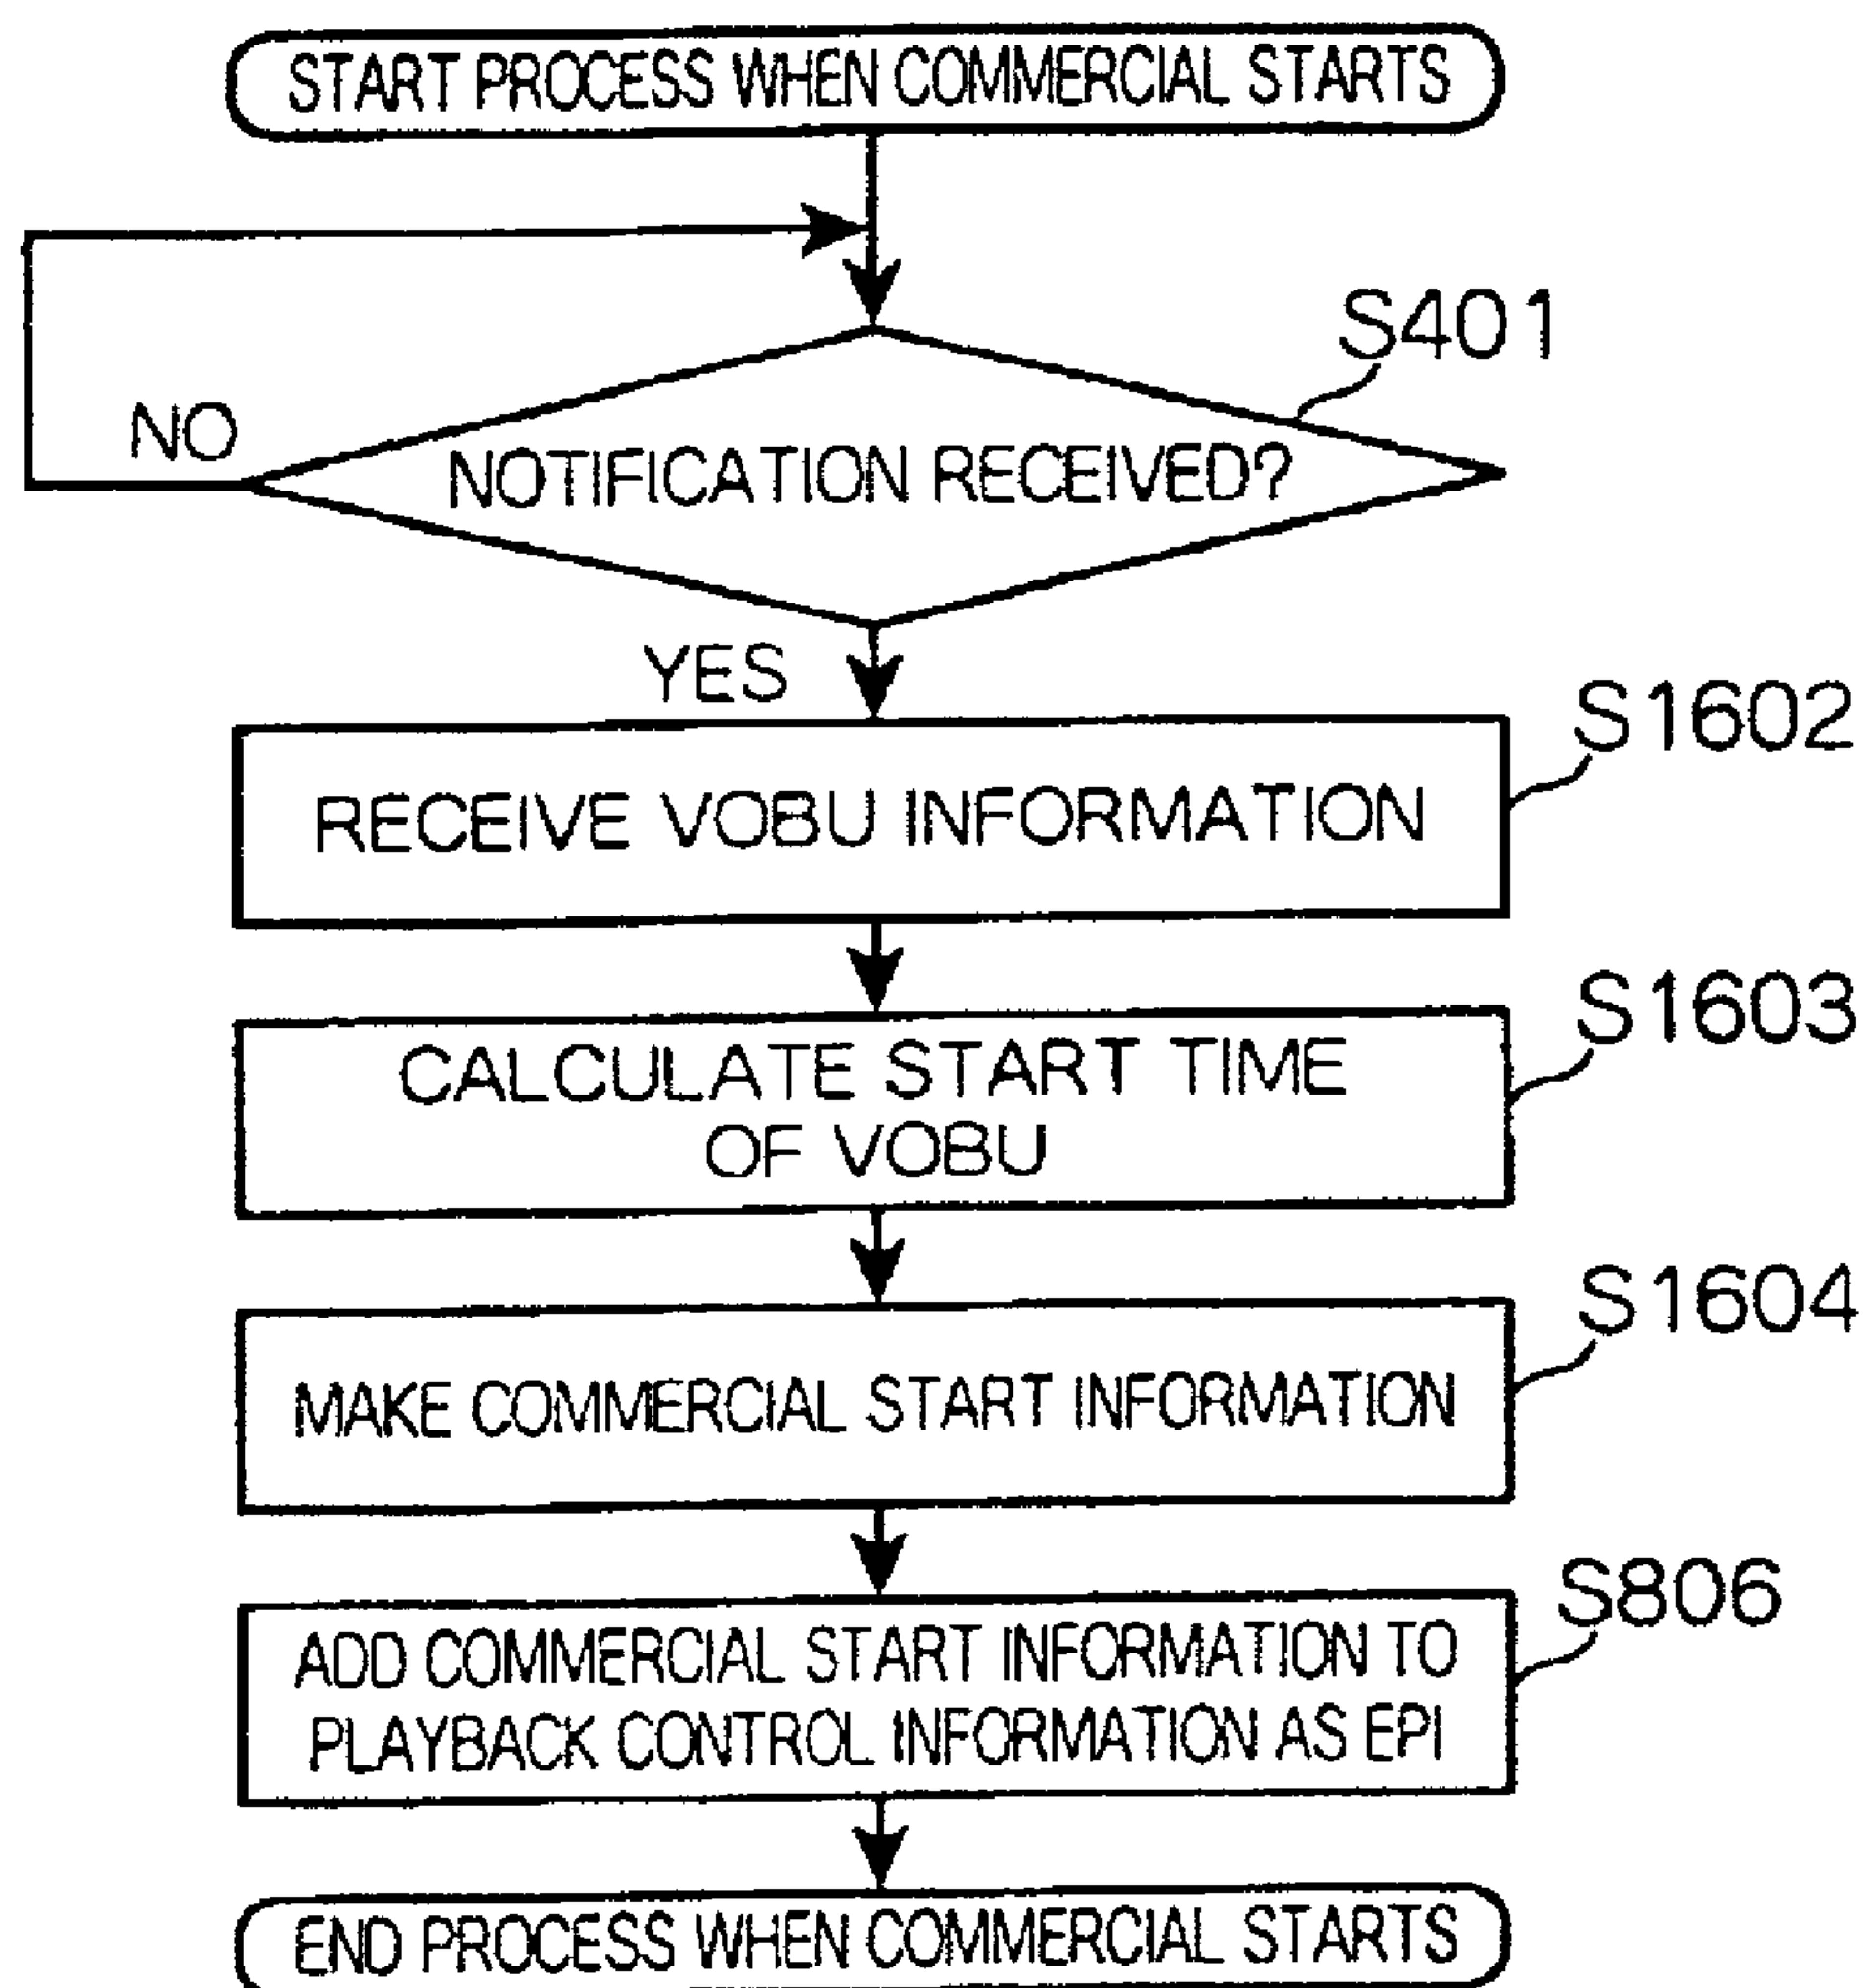 START PROCESS WHEN COMMERCIAL STARTS
S401
NO
NOTIFICATION RECEIVED?
YES
S1602
RECEIVE VOBU INFORMATION
S1603
CALCULATE START TIME
OF VOBU
S1604
MAKE COMMERCIAL START INFORMATION
S806
ADD COMMERCIAL START INFORMATION TO
PLAYBACK CONTROL INFORMATION AS EPI
END PROCESS WHEN COMMERCIAL STARTS